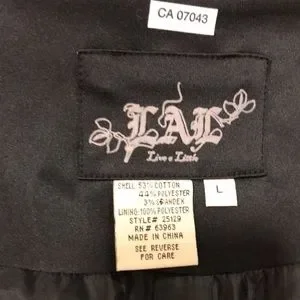 CA 07043
LAL
Live a Little
SHELL: 53% COTTON
44% POLYESTER
3% SPANDEX
LINING: 100% POLYESTER
STYLE# 25129
RN# 63963
MADE IN CHINA
SEE REVERSE
FOR CARE
L